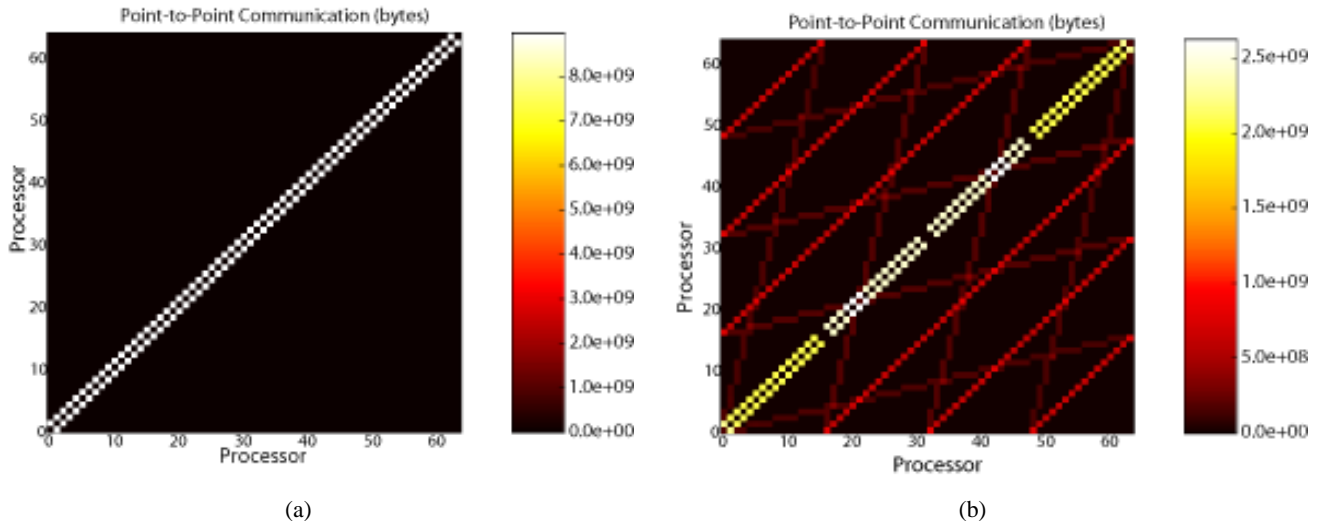 Point-to-Point Communication (bytes)
60
50
40
30
20
10
0
Processor
0 10 20 30 40 50 60
Processor
8.0e+09
7.0e+09
6.0e+09
5.0e+09
4.0e+09
3.0e+09
2.0e+09
1.0e+09
0.0e+00
(a)
Point-to-Point Communication (bytes)
60
50
40
30
20
10
0
Processor
0 10 20 30 40 50 60
Processor
2.5e+09
2.0e+09
1.5e+09
1.0e+09
5.0e+08
0.0e+00
(b)